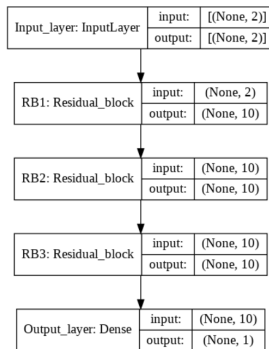 Input_layer: InputLayer
input: [(None, 2)]
output: [(None, 2)]
RB1: Residual_block
input: (None, 2)
output: (None, 10)
RB2: Residual_block
input: (None, 10)
output: (None, 10)
RB3: Residual_block
input: (None, 10)
output: (None, 10)
Output_layer: Dense
input: (None, 10)
output: (None, 1)